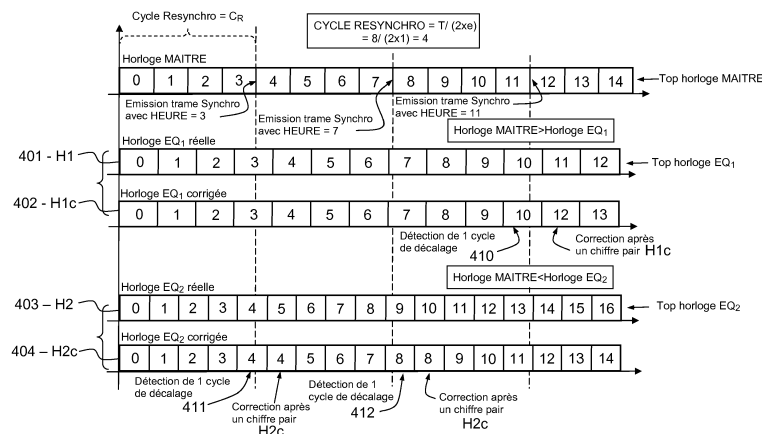 Cycle Resynchro = CR
CYCLE RESYNCHRO = T/ (2xe)
= 8/ (2x1) = 4
Horloge MAITRE
0 1 2 3 4 5 6 7 8 9 10 11 12 13 14
Top horloge MAITRE
Emission trame Synchro
avec HEURE = 3
Emission trame Synchro
avec HEURE = 7
Emission trame Synchro
avec HEURE = 11
Horloge MAITRE>Horloge EQ1
401 - H1
Horloge EQ1 réelle
0 1 2 3 4 5 6 7 8 9 10 11 12
Top horloge EQ1
402 - H1c
Horloge EQ1 corrigée
0 1 2 3 4 5 6 7 8 9 10 12 13
Détection de 1 cycle
de décalage
410
Correction après
un chiffre pair
H1c
Horloge MAITRE<Horloge EQ2
403 – H2
Horloge EQ2 réelle
0 1 2 3 4 5 6 7 8 9 10 11 12 13 14 15 16
Top horloge EQ2
404 – H2c
Horloge EQ2 corrigée
0 1 2 3 4 4 5 6 7 8 8 9 10 11 12 13 14
Détection de 1 cycle
de décalage
411
Correction après
un chiffre pair
H2c
Détection de 1
cycle de décalage
412
Correction après
un chiffre pair
H2c